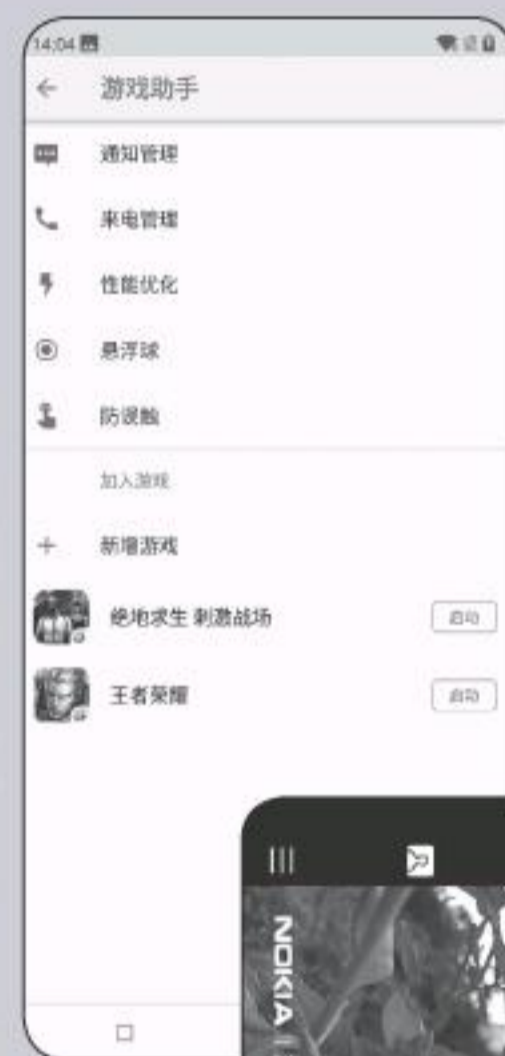 14:04
游戏助手
通知管理
来电管理
性能优化
悬浮球
防误触
加入游戏
新增游戏
绝地求生 刺激战场
启动
王者荣耀
启动
NOKIA